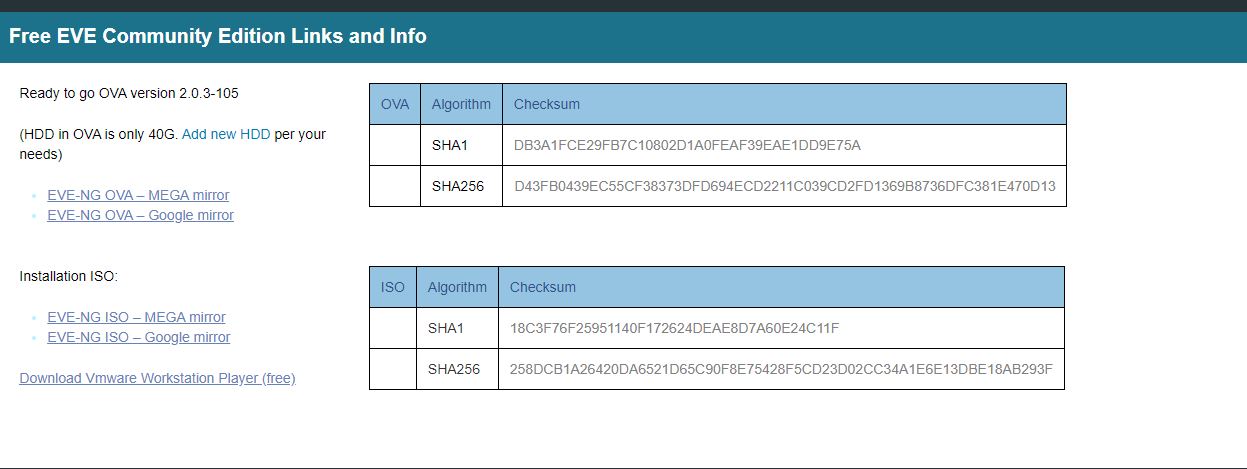 Free EVE Community Edition Links and Info
Ready to go OVA version 2.0.3-105
(HDD in OVA is only 40G. Add new HDD per your
needs)
EVE-NG OVA – MEGA mirror
EVE-NG OVA – Google mirror
OVA Algorithm Checksum
SHA1 DB3A1FCE29FB7C10802D1A0FEAF39EAE1DD9E75A
SHA256 D43FB0439EC55CF38373DFD694ECD2211C039CD2FD1369B8736DFC381E470D13
Installation ISO:
EVE-NG ISO – MEGA mirror
EVE-NG ISO – Google mirror
Download Vmware Workstation Player (free)
ISO Algorithm Checksum
SHA1 18C3F76F25951140F172624DEAE8D7A60E24C11F
SHA256 258DCB1A26420DA6521D65C90F8E75428F5CD23D02CC34A1E6E13DBE18AB293F